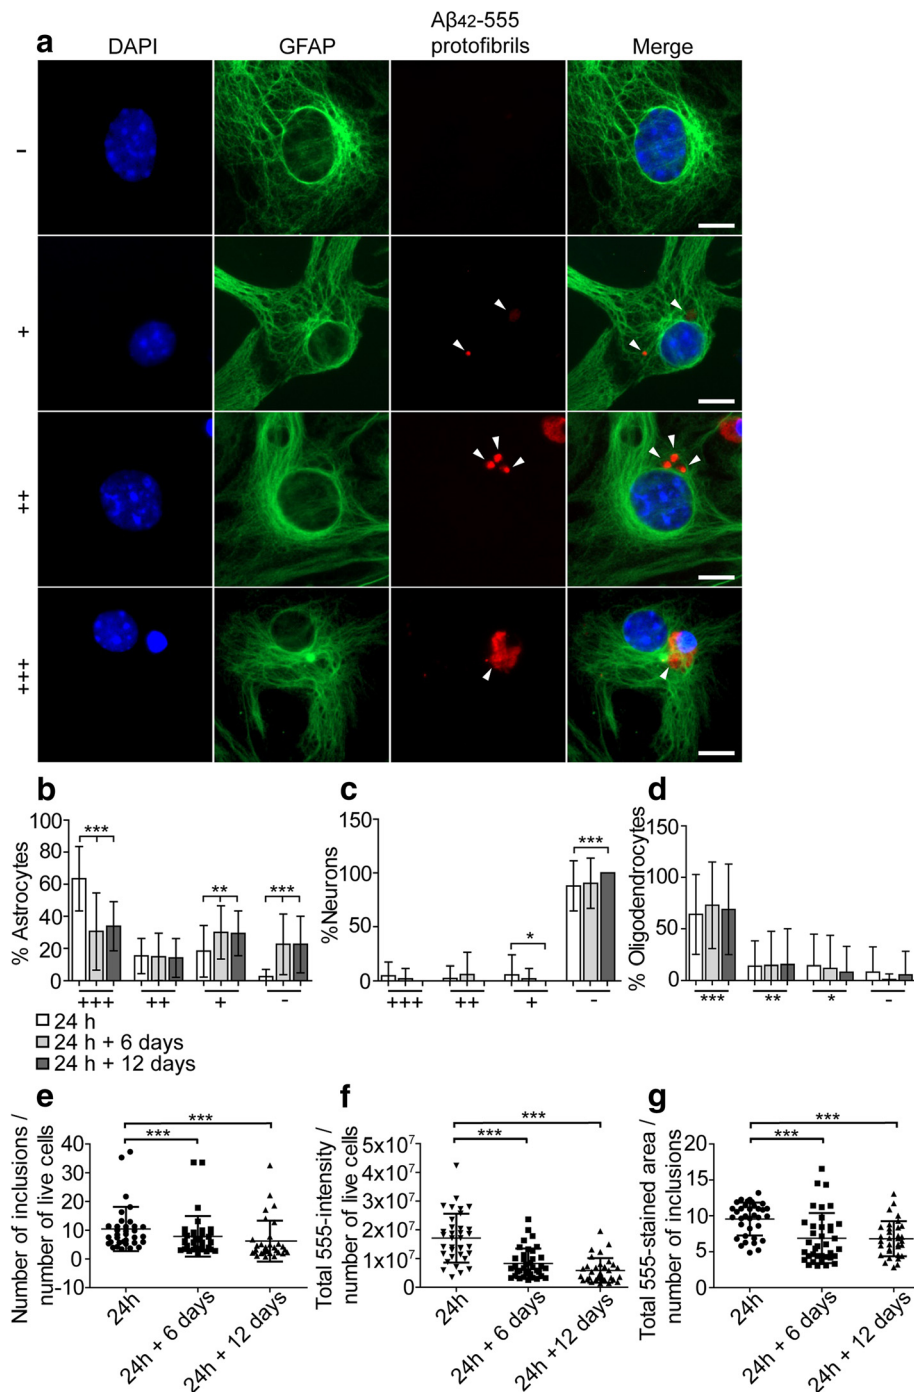 a
DAPI
GFAP
Aβ42-555
protofibrils
Merge
-
+
++
+++
b
% Astrocytes
100
80
60
40
20
0
***
**
***
+++
++
+
-
24 h
24 h + 6 days
24 h + 12 days
c
%Neurons
150
100
50
0
*
***
+++
++
+
-
d
% Oligodendrocytes
150
100
50
0
***
**
*
-
e
Number of inclusions /
number of live cells
40
30
20
10
0
-10
***
***
24h
24h + 6 days
24h + 12 days
f
Total 555-intensity /
number of live cells
5x10⁷
4x10⁷
3x10⁷
2x10⁷
1x10⁷
0
***
***
24h
24h + 6 days
24h +12 days
g
Total 555-stained area /
number of inclusions
20
15
10
5
0
***
***
24h
24h + 6 days
24h + 12 days